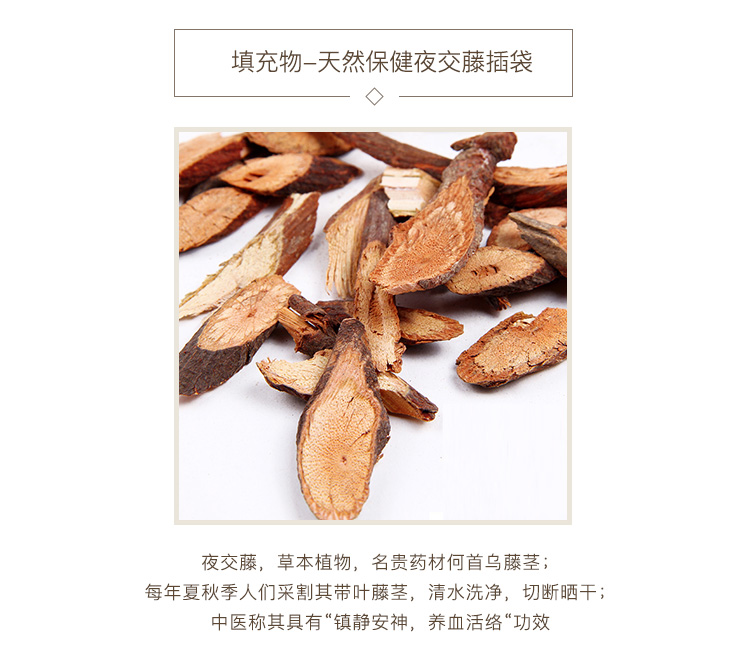 填充物–天然保健夜交藤插袋
夜交藤，草本植物，名贵药材何首乌藤茎；
每年夏秋季人们采割其带叶藤茎，清水洗净，切断晒干；
中医称其具有“镇静安神，养血活络“功效